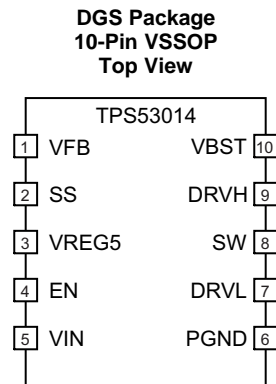 DGS Package
10-Pin VSSOP
Top View
TPS53014
1 VFB VBST 10
2 SS DRVH 9
3 VREG5 SW 8
4 EN DRVL 7
5 VIN PGND 6